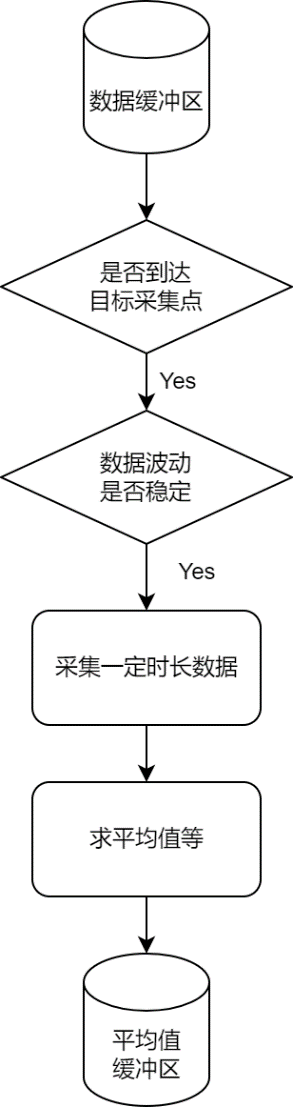 数据缓冲区
是否到达
目标采集点
Yes
数据波动
是否稳定
Yes
采集一定时长数据
求平均值等
平均值
缓冲区